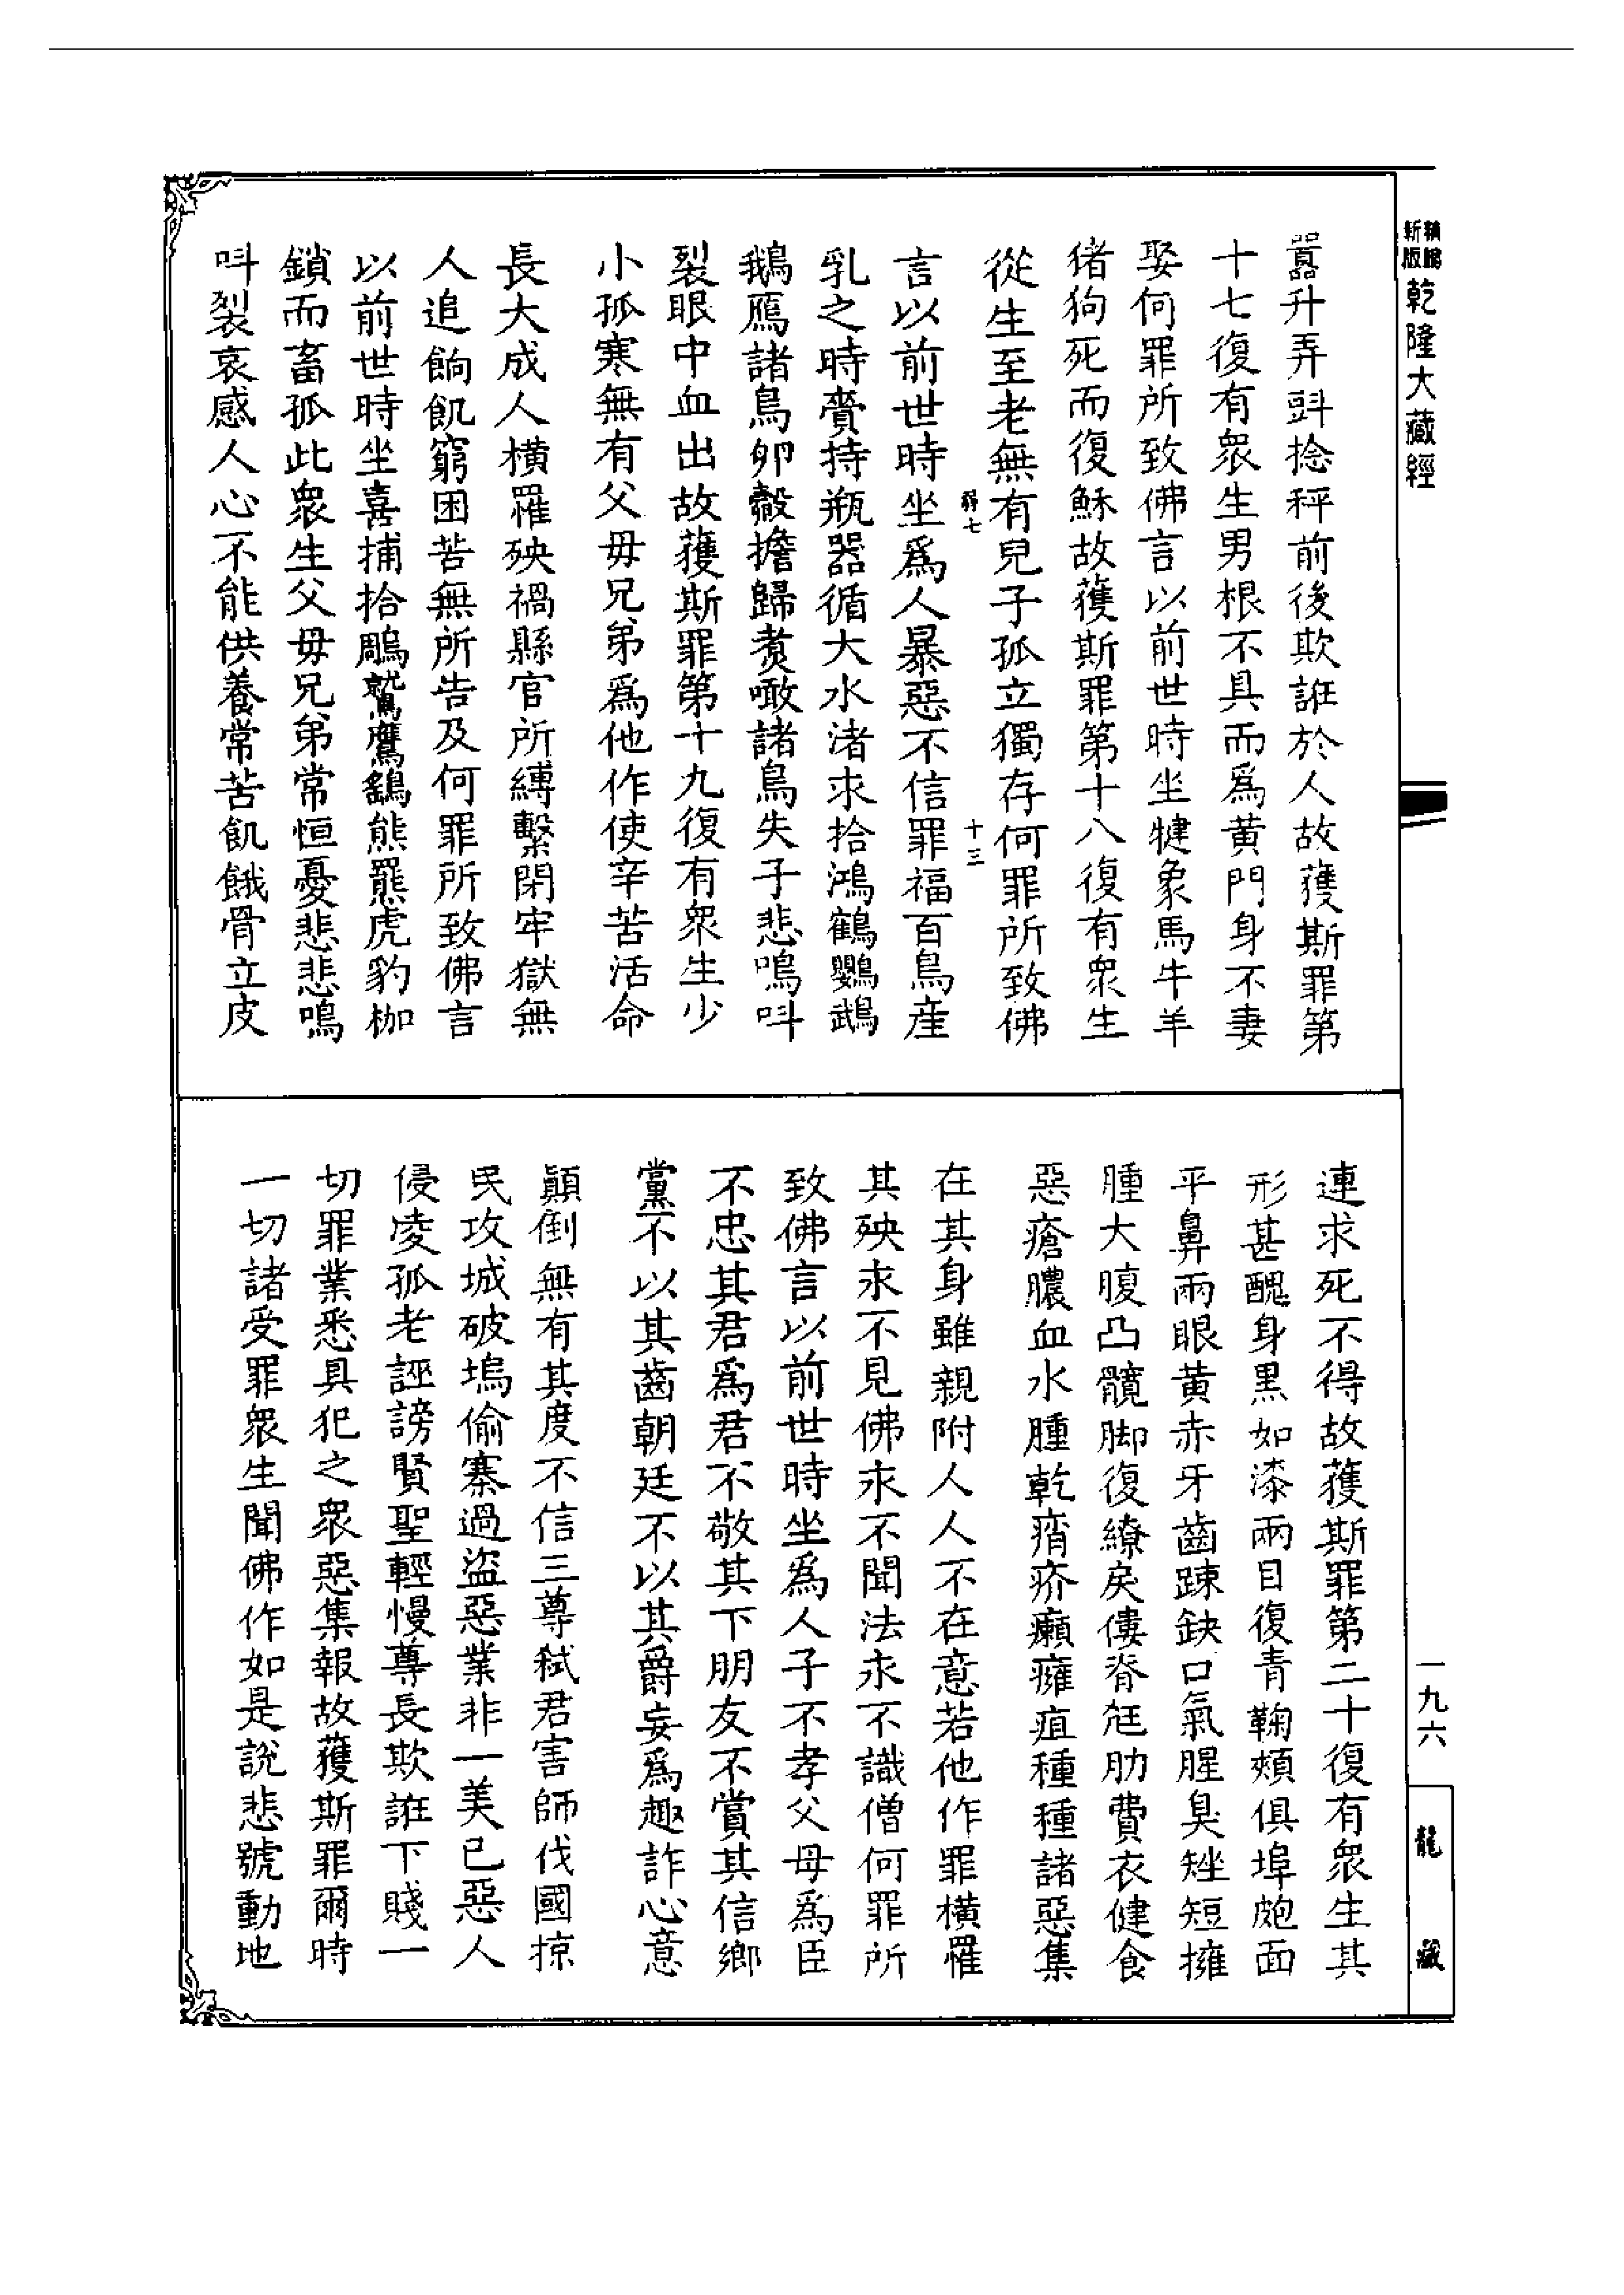 新版
精縮
乾隆大藏經
囂升弄㪷捻秤前後欺誑於人故獲斯罪第
十七復有衆生男根不具而爲黄門身不妻
娶何罪所致佛言以前世時坐犍象馬牛羊
猪狗死而復穌故獲斯罪第十八復有衆生
從生至老無有兒子孤立獨存何罪所致佛
弱七
十三
言以前世時坐爲人暴惡不信罪福百鳥産
乳之時賷持瓶器循大水渚求拾鴻鶴鸚鵡
鵝鴈諸鳥卵鷇擔歸煑噉諸鳥失子悲鳴呌
裂眼中血出故獲斯罪第十九復有衆生少
小孤寒無有父毋兄弟爲他作使辛苦活命
長大成人橫罹殃禍縣官所縛繫閉牢獄無
人追餉飢窮困苦無所告及何罪所致佛言
以前世時坐喜捕拾鵰鷲鷹鷂熊羆虎豹枷
鎖而畜孤此衆生父毋兄弟常恒憂悲悲鳴
呌裂哀感人心不能供養常苦飢餓骨立皮
連求死不得故獲斯罪第二十復有衆生其
形甚醜身黒如漆兩目復青鞠頰俱埠皰面
平鼻兩眼黄赤牙齒踈缺口氣腥臭矬短擁
腫大腹凸髖脚復繚戾僂脊尫肋費衣健食
惡瘡膿血水腫乾痟疥癩癰疽種種諸惡集
在其身雖親附人人不在意若他作罪橫罹
其殃永不見佛永不聞法永不識僧何罪所
致佛言以前世時坐爲人子不孝父母爲臣
不忠其君爲君不敬其下朋友不賞其信鄉
黨不以其齒朝廷不以其爵妄爲趣詐心意
顛倒無有其度不信三尊弑君害師伐國掠
民攻城破塢偷寨過盜惡業非一美已惡人
侵凌孤老誣謗賢聖輕慢尊長欺誑下賤一
切罪業悉具犯之衆惡集報故獲斯罪爾時
一切諸受罪衆生聞佛作如是說悲號動地
一九六
龍藏